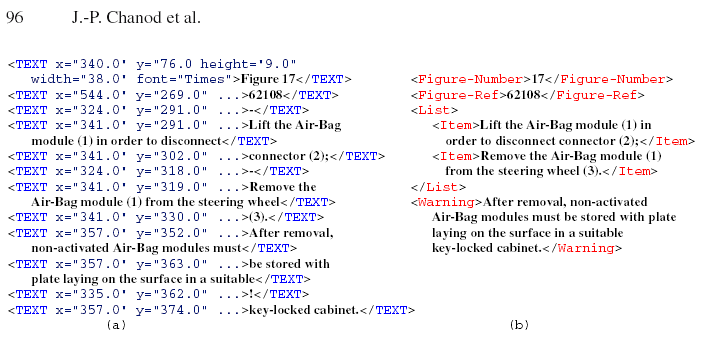 96 J.-P. Chanod et al.
<TEXT x="340.0" y="76.0 height="9.0"
width="38.0" font="Times">Figure 17</TEXT>
<TEXT x="544.0" y="269.0" ...>62108</TEXT>
<TEXT x="324.0" y="291.0" ...>-</TEXT>
<TEXT x="341.0" y="291.0" ...>Lift the Air-Bag
module (1) in order to disconnect</TEXT>
<TEXT x="341.0" y="302.0" ...>connector (2);</TEXT>
<TEXT x="324.0" y="318.0" ...>-</TEXT>
<TEXT x="341.0" y="319.0" ...>Remove the
Air-Bag module (1) from the steering wheel</TEXT>
<TEXT x="341.0" y="330.0" ...>(3).</TEXT>
<TEXT x="357.0" y="352.0" ...>After removal,
non-activated Air-Bag modules must</TEXT>
<TEXT x="357.0" y="363.0" ...>be stored with
plate laying on the surface in a suitable</TEXT>
<TEXT x="335.0" y="362.0" ...>!</TEXT>
<TEXT x="357.0" y="374.0" ...>key-locked cabinet.</TEXT>
(a)
<Figure-Number>17</Figure-Number>
<Figure-Ref>62108</Figure-Ref>
<List>
<Item>Lift the Air-Bag module (1) in
order to disconnect connector (2);</Item>
<Item>Remove the Air-Bag module (1)
from the steering wheel (3).</Item>
</List>
<Warning>After removal, non-activated
Air-Bag modules must be stored with plate
laying on the surface in a suitable
key-locked cabinet.</Warning>
(b)